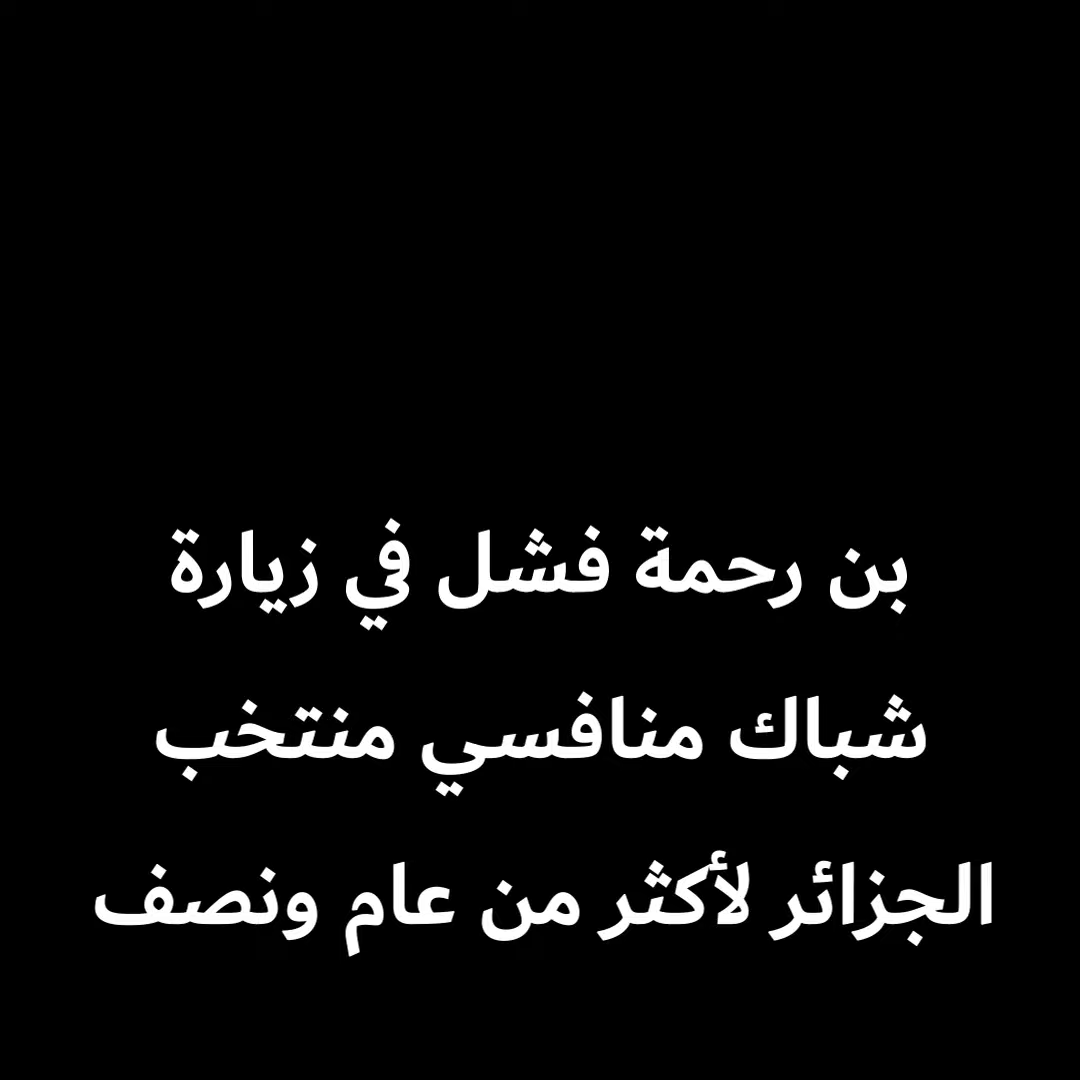 بن رحمة فشل في زيارة
شباك منافسي منتخب
الجزائر لأكثر من عام ونصف